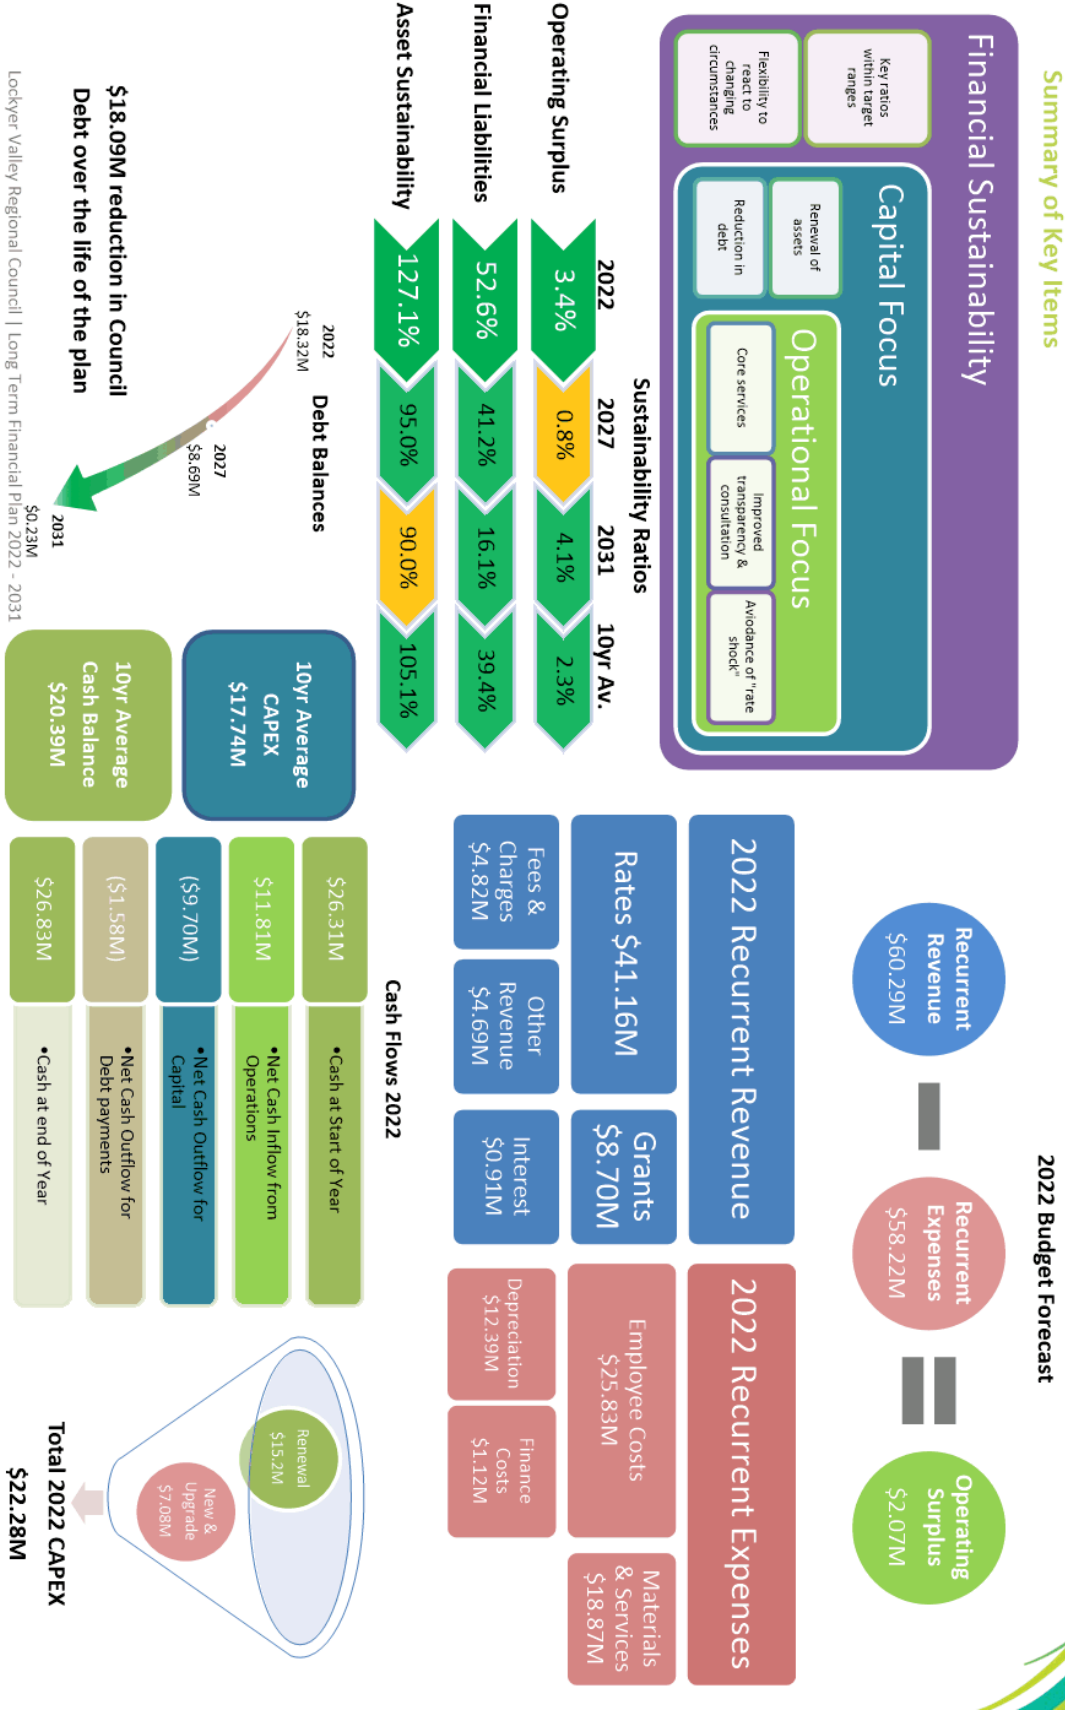 Summary of Key Items
Financial Sustainability
Key ratios
within target
ranges
Flexibility to
react to
changing
circumstances
Capital Focus
Renewal of
assets
Reduction in
debt
Operational Focus
Core services
Improved
transparency &
consultation
Aviodance of "rate
shock"
Sustainability Ratios
2022
2027
2031
10yr Av.
Operating Surplus
3.4%
0.8%
4.1%
2.3%
Financial Liabilities
52.6%
41.2%
16.1%
39.4%
Asset Sustainability
127.1%
95.0%
90.0%
105.1%
Debt Balances
2022
$18.32M
2027
$8.69M
2031
$0.23M
$18.09M reduction in Council
Debt over the life of the plan
2022 Budget Forecast
Recurrent
Revenue
$60.29M
Recurrent
Expenses
$58.22M
Operating
Surplus
$2.07M
2022 Recurrent Revenue
Rates $41.16M
Grants
$8.70M
Fees &
Charges
$4.82M
Other
Revenue
$4.69M
Interest
$0.91M
2022 Recurrent Expenses
Employee Costs
$25.83M
Materials
& Services
$18.87M
Depreciation
$12.39M
Finance
Costs
$1.12M
10yr Average
CAPEX
$17.74M
10yr Average
Cash Balance
$20.39M
Cash Flows 2022
$26.31M
•Cash at Start of Year
$11.81M
•Net Cash Inflow from
Operations
($9.70M)
•Net Cash Outflow for
Capital
($1.58M)
•Net Cash Outflow for
Debt payments
$26.83M
•Cash at end of Year
Renewal
$15.2M
New &
Upgrade
$7.08M
Total 2022 CAPEX
$22.28M
Lockyer Valley Regional Council | Long Term Financial Plan 2022 - 2031